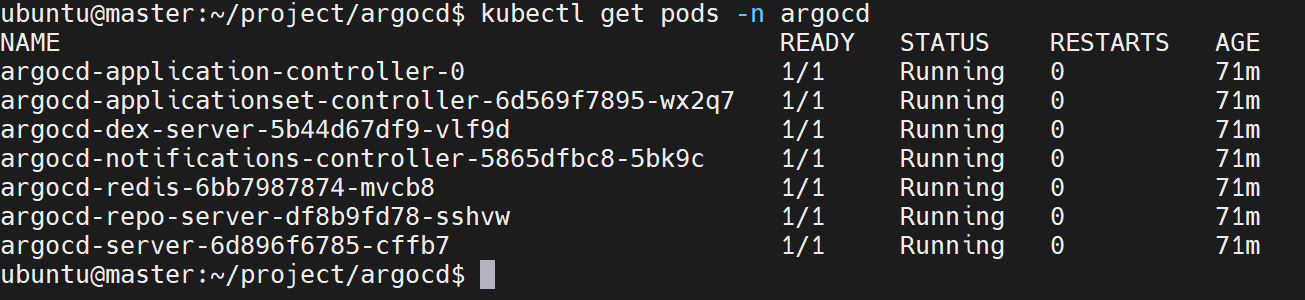 ubuntu@master:~/project/argocd$ kubectl get pods -n argocd
NAME READY STATUS RESTARTS AGE
argocd-application-controller-0 1/1 Running 0 71m
argocd-applicationset-controller-6d569f7895-wx2q7 1/1 Running 0 71m
argocd-dex-server-5b44d67df9-vlf9d 1/1 Running 0 71m
argocd-notifications-controller-5865dfbc8-5bk9c 1/1 Running 0 71m
argocd-redis-6bb7987874-mvcb8 1/1 Running 0 71m
argocd-repo-server-df8b9fd78-sshvw 1/1 Running 0 71m
argocd-server-6d896f6785-cffb7 1/1 Running 0 71m
ubuntu@master:~/project/argocd$